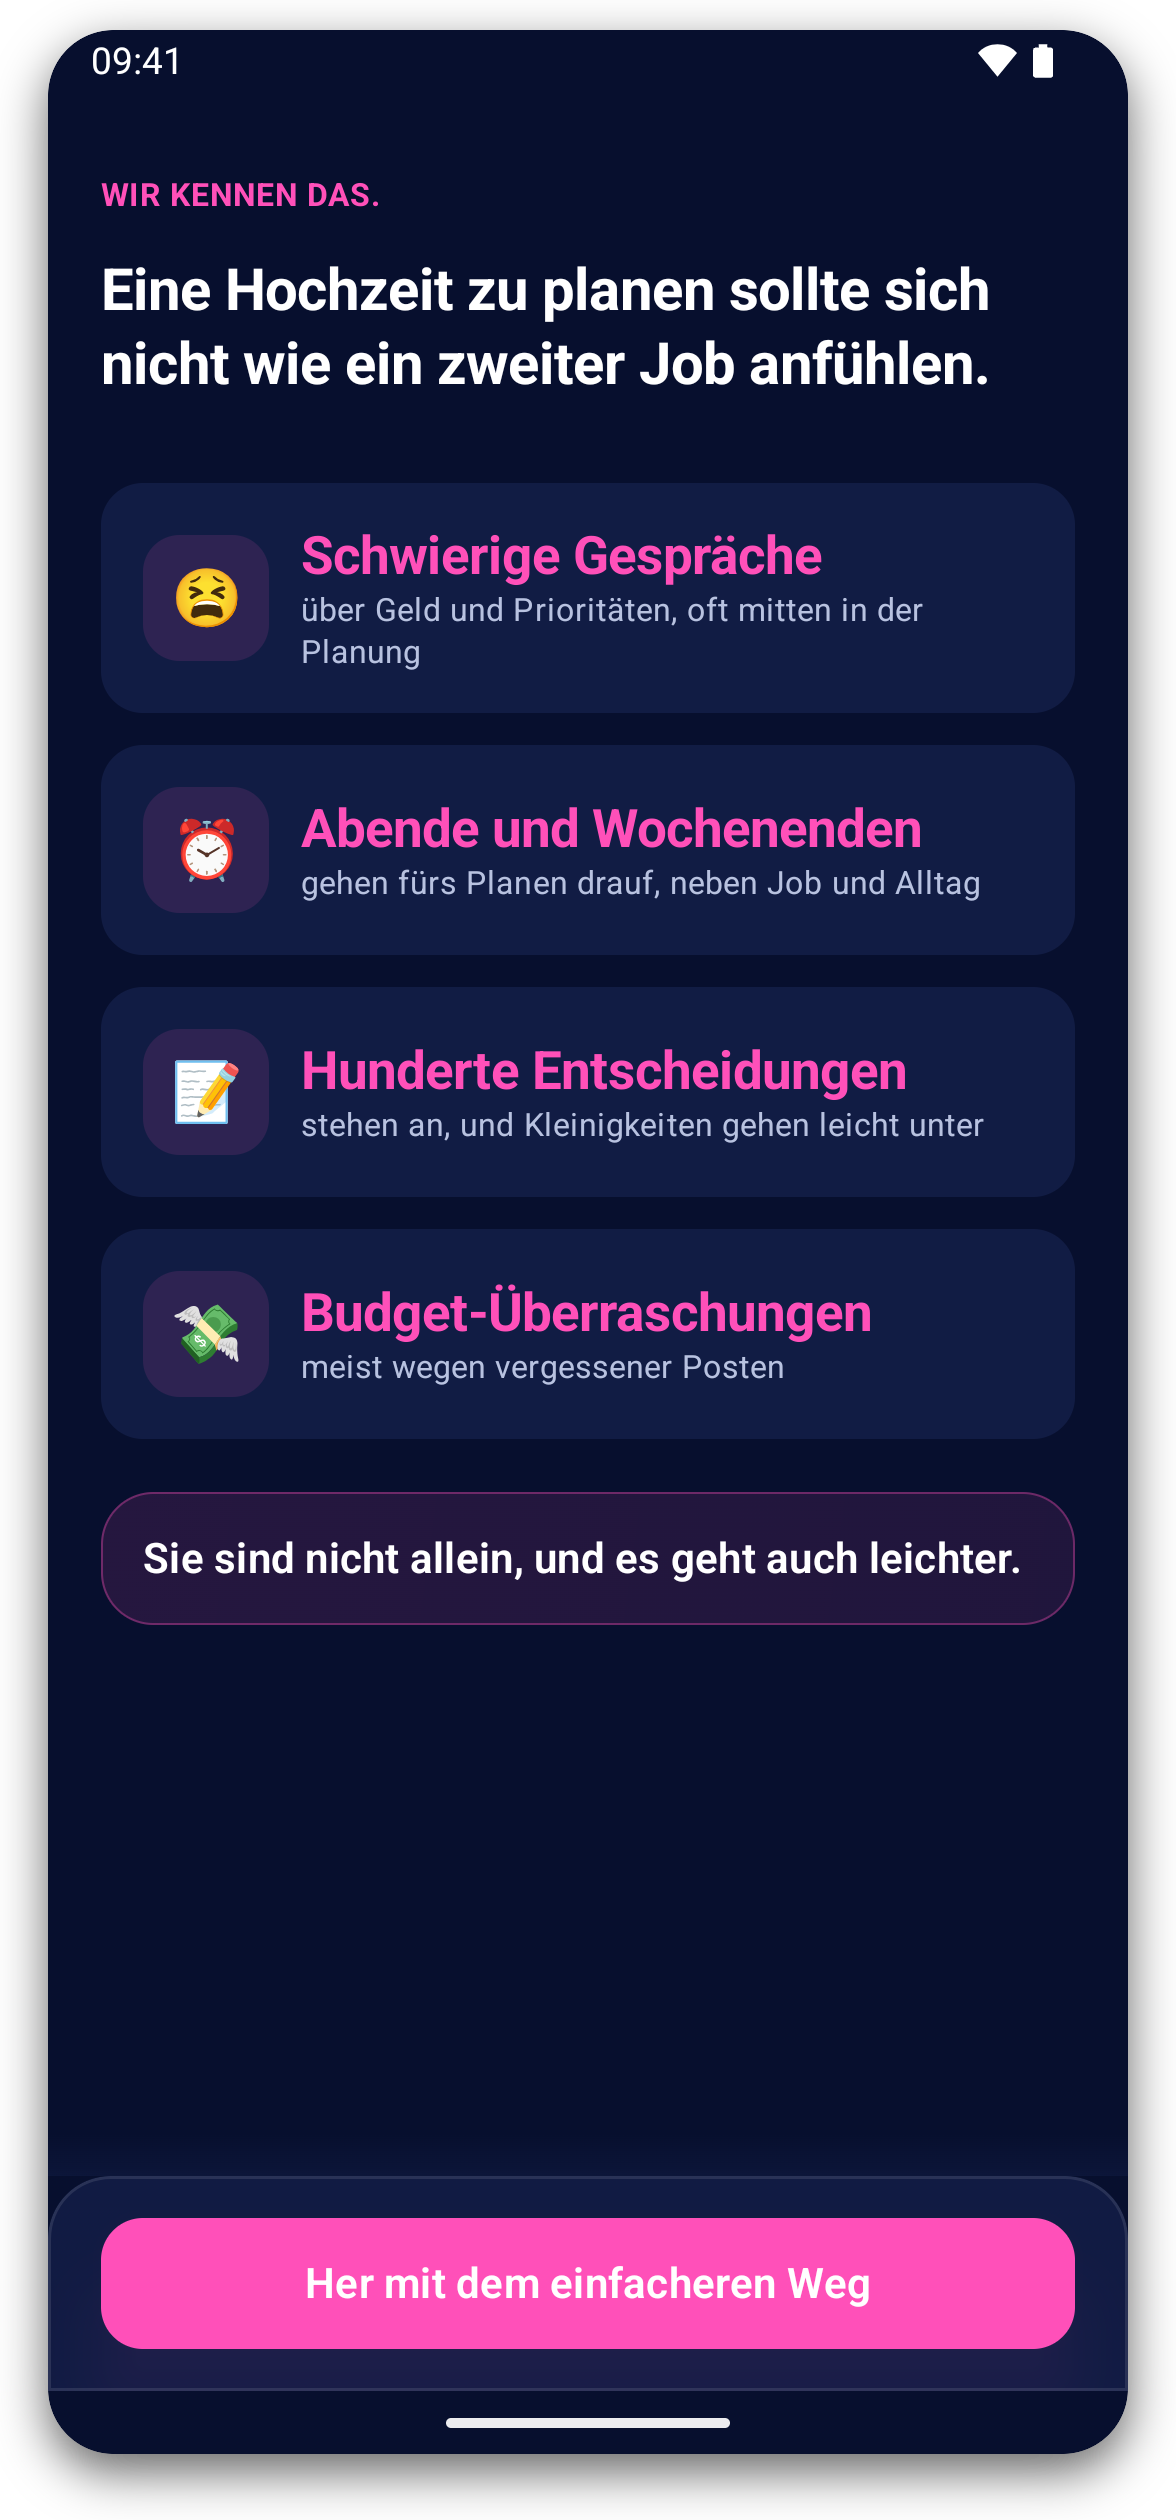 09:41
WIR KENNEN DAS.
Eine Hochzeit zu planen sollte sich
nicht wie ein zweiter Job anfühlen.
Schwierige Gespräche
über Geld und Prioritäten, oft mitten in der
Planung
Abende und Wochenenden
gehen fürs Planen drauf, neben Job und Alltag
Hunderte Entscheidungen
stehen an, und Kleinigkeiten gehen leicht unter
Budget-Überraschungen
meist wegen vergessener Posten
Sie sind nicht allein, und es geht auch leichter.
Her mit dem einfacheren Weg